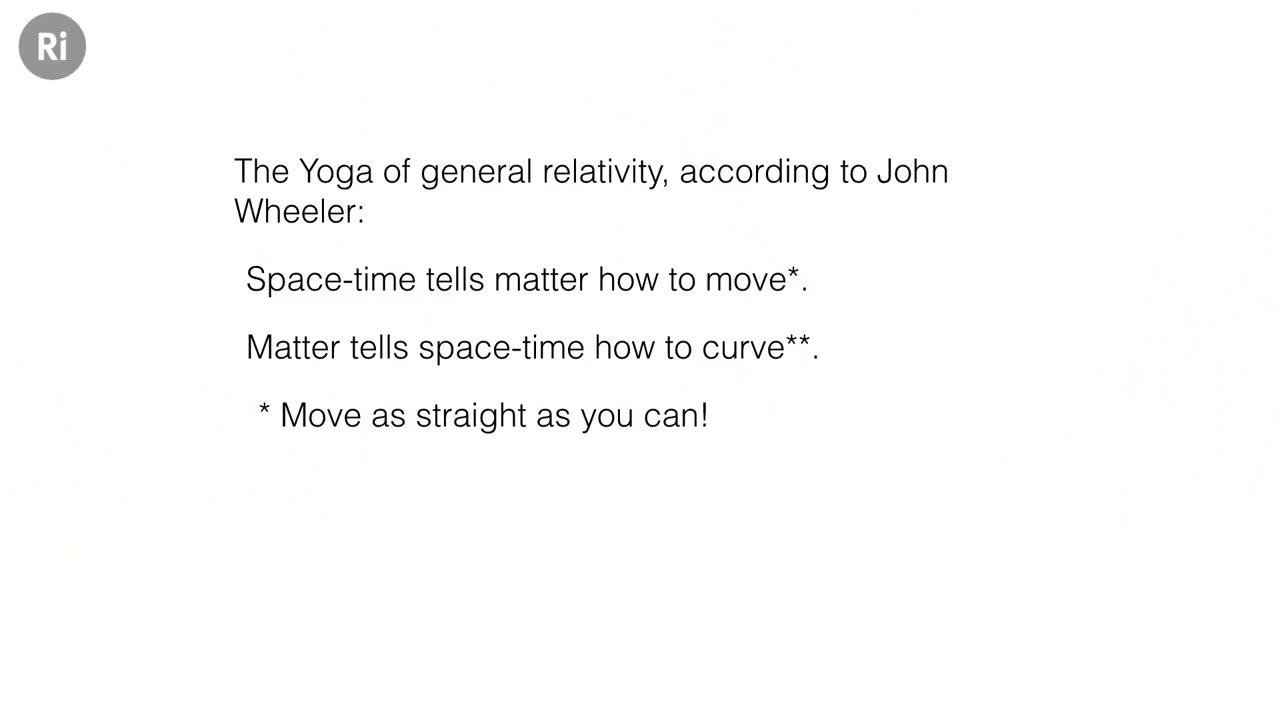 Ri
The Yoga of general relativity, according to John
Wheeler:
Space-time tells matter how to move*.
Matter tells space-time how to curve**.
* Move as straight as you can!